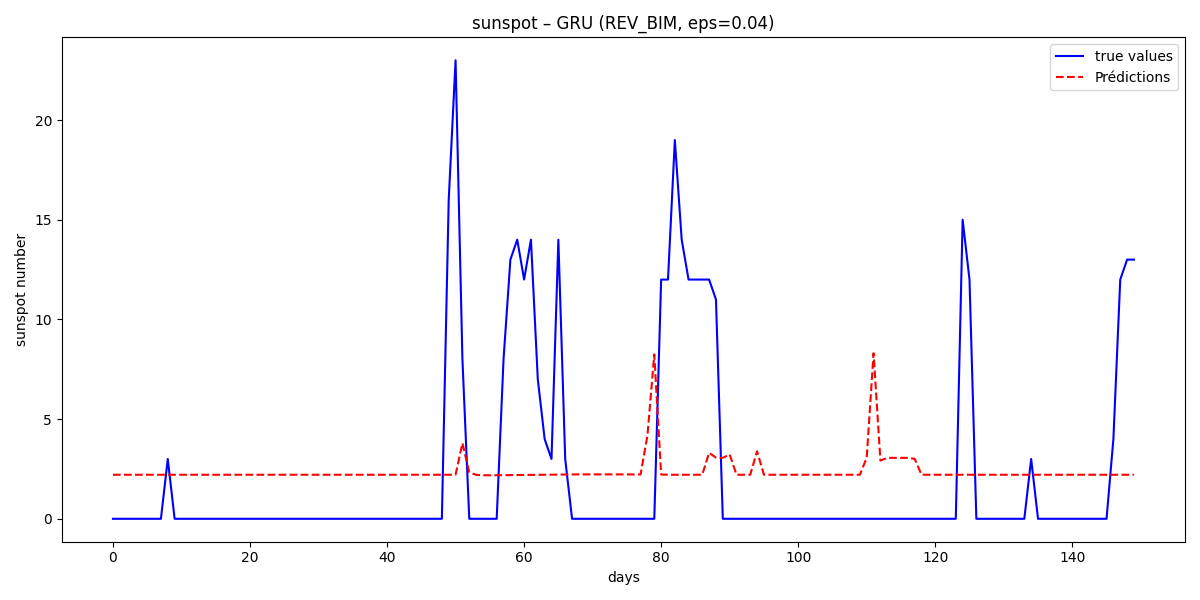 sunspot – GRU (REV_BIM, eps=0.04)
true values
Prédictions
sunspot number
20
15
10
5
0
0 20 40 60 80 100 120 140
days